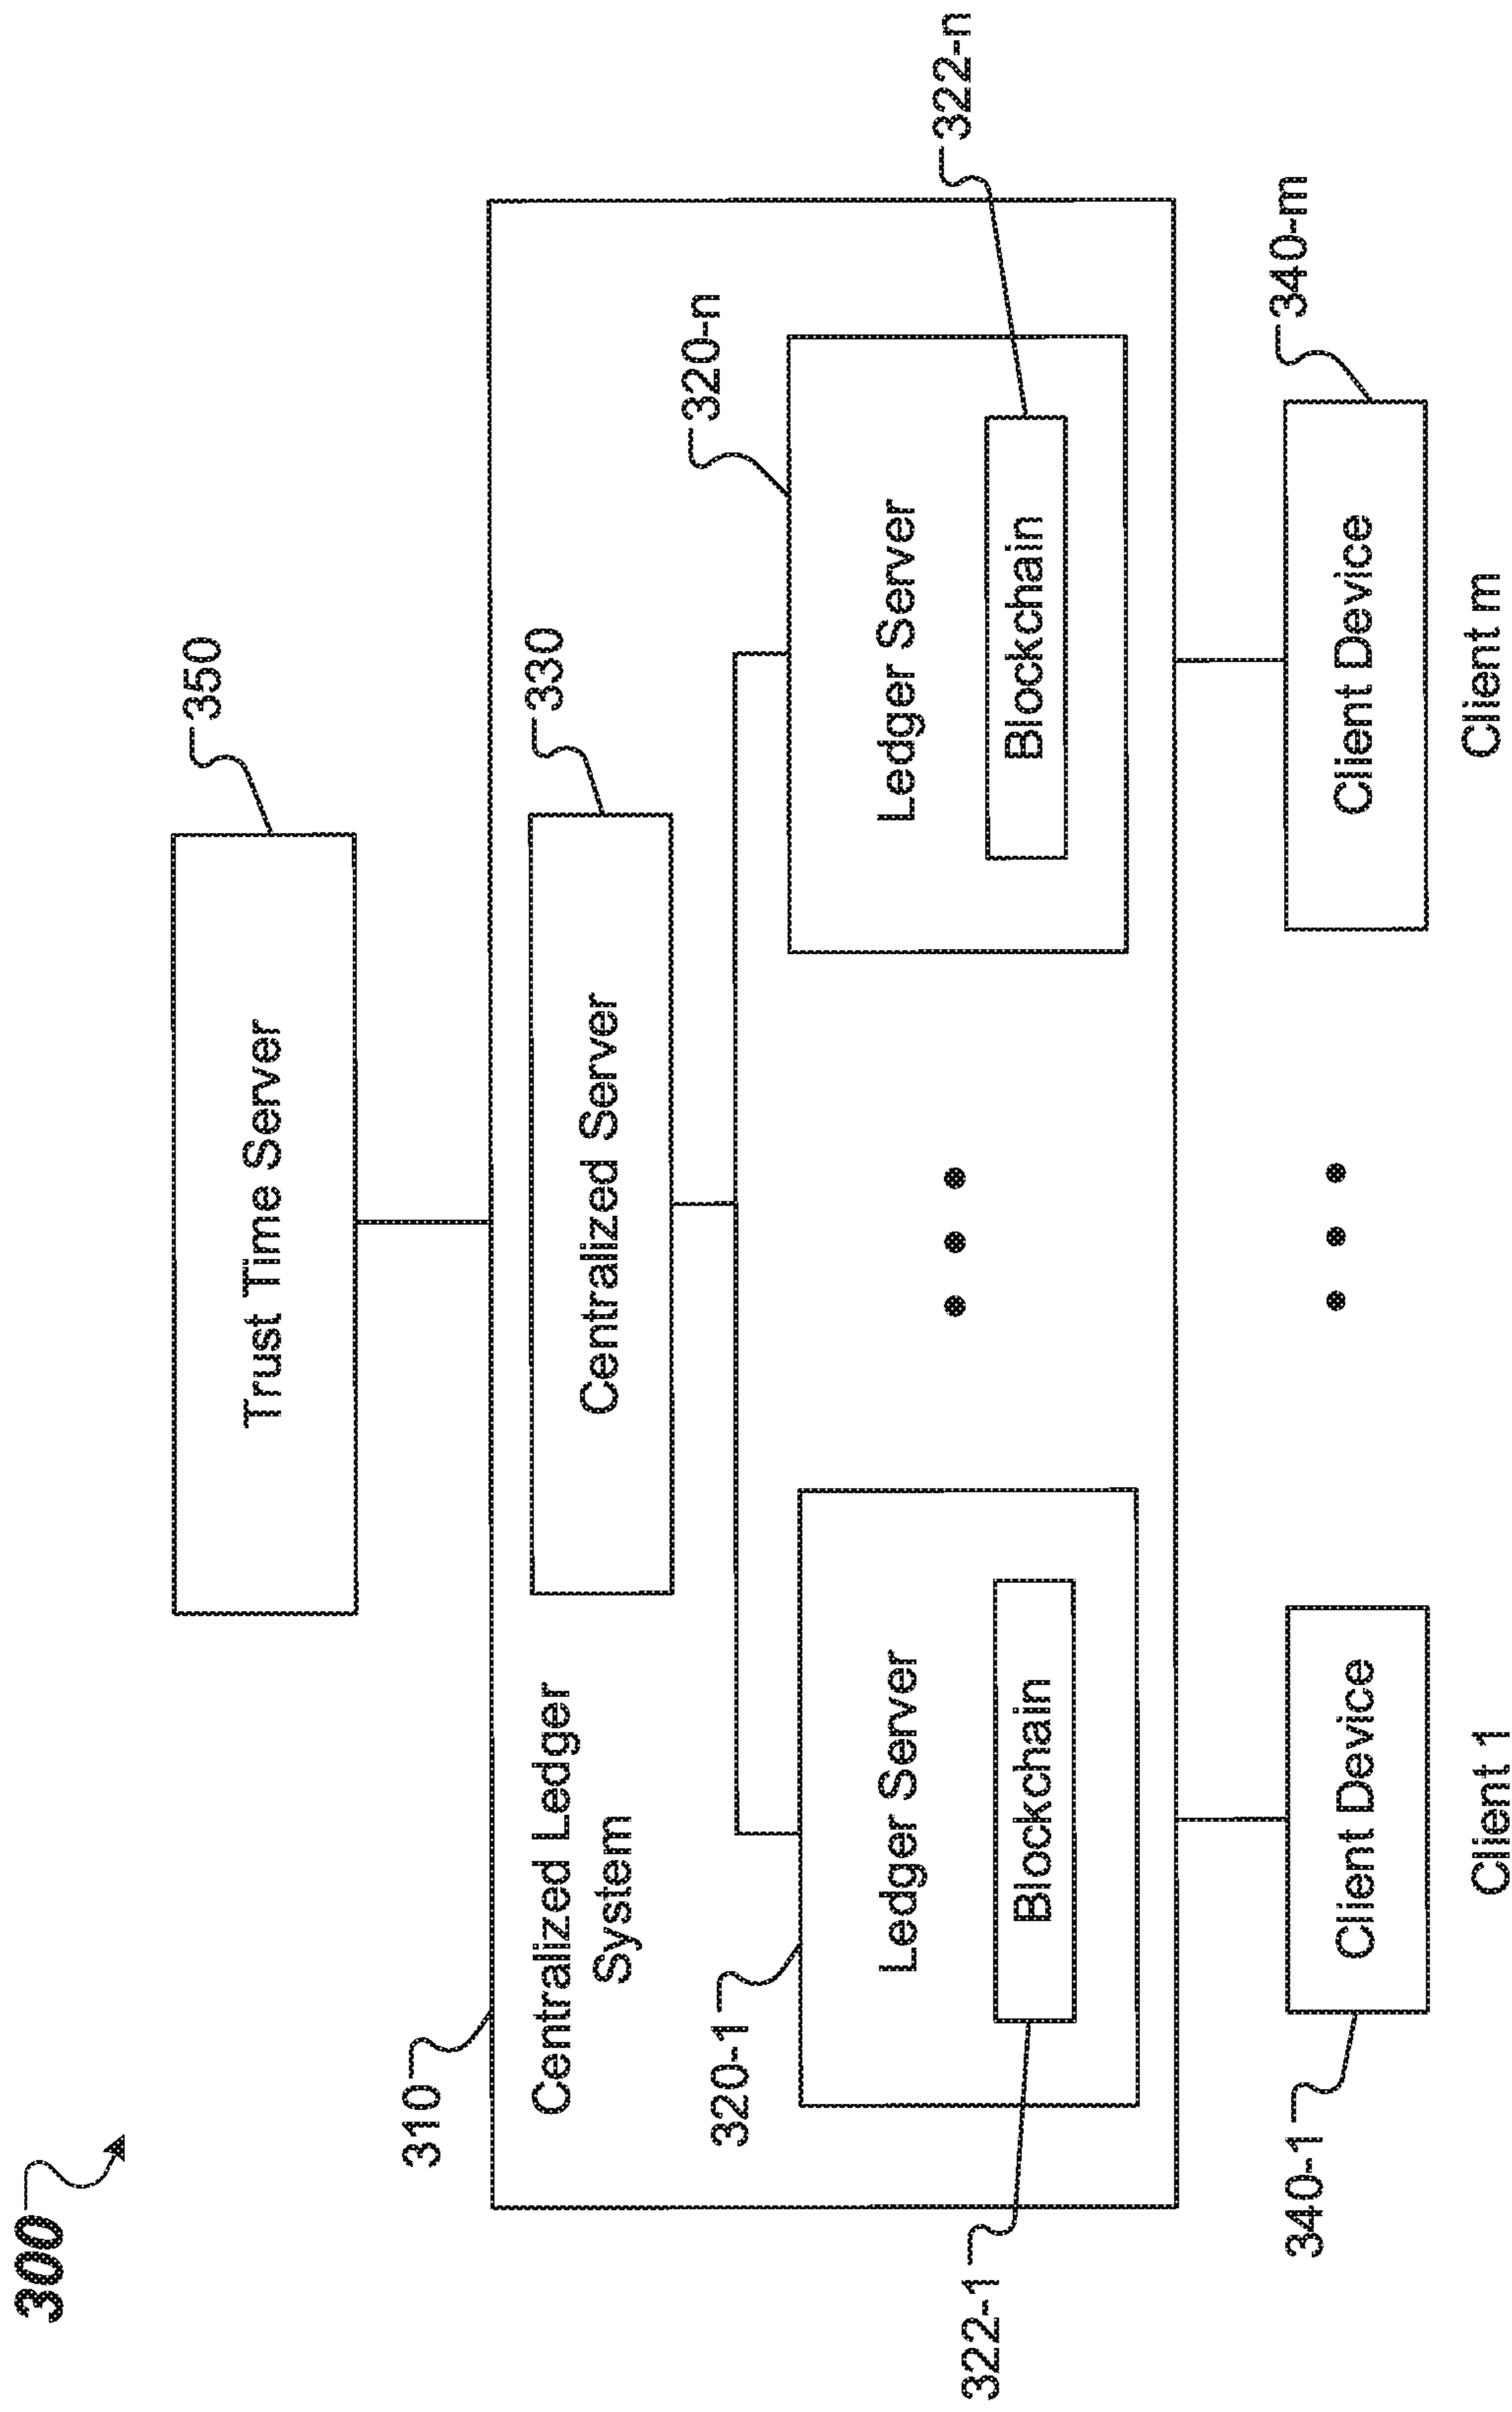 300
350
Trust Time Server
310
Centralized Ledger
System
330
Centralized Server
320-1
320-n
Ledger Server
Ledger Server
322-1
Blockchain
Blockchain
322-n
340-1
Client Device
Client Device
340-m
Client 1
Client m